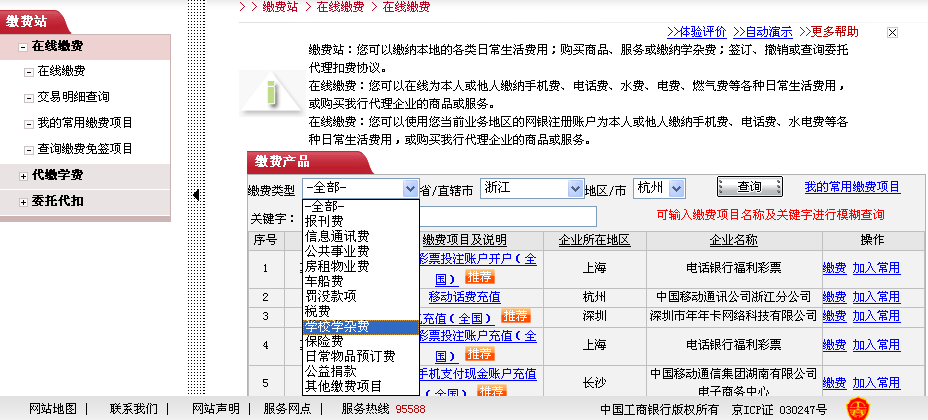 > > 缴费站 > 在线缴费 > 在线缴费
缴费站
在线缴费
在线缴费
交易明细查询
我的常用缴费项目
查询缴费免签项目
代缴学费
委托代扣
>>体验评价 >>自动演示 >>更多帮助
缴费站：您可以缴纳本地的各类日常生活费用；购买商品、服务或缴纳学杂费；签订、撤销或查询委托
代理扣费协议。
在线缴费：您可以在线为本人或他人缴纳手机费、电话费、水费、电费、燃气费等各种日常生活费用，
或购买我行代理企业的商品或服务。
在线缴费：您可以使用您当前业务地区的网银注册账户为本人或他人缴纳手机费、电话费、水电费等各
种日常生活费用，或购买我行代理企业的商品或服务。
缴费产品
缴费类型 -全部- 省/直辖市 浙江 地区/市 杭州 查询 我的常用缴费项目
关键字： 可输入缴费项目名称及关键字进行模糊查询
-全部-
报刊费
信息通讯费
公共事业费
房租物业费
车船费
罚没款项
税费
学校学杂费
保险费
日常物品预订费
公益捐款
其他缴费项目
序号 缴费项目及说明 企业所在地区 企业名称 操作
1 彩票投注账户开户（全
国） 推荐 上海 电话银行福利彩票 缴费 加入常用
2 移动话费充值 杭州 中国移动通讯公司浙江分公司 缴费 加入常用
3 充值（全国） 推荐 深圳 深圳市年年卡网络科技有限公司 缴费 加入常用
4 彩票投注账户充值（全
国） 推荐 上海 电话银行福利彩票 缴费 加入常用
5 手机支付现金账户充值
（全国） 推荐 长沙 中国移动通信集团湖南有限公司
电子商务中心 缴费 加入常用
网站地图 | 联系我们 | 网站声明 | 服务网点 | 服务热线 95588 中国工商银行版权所有 京ICP证 030247号